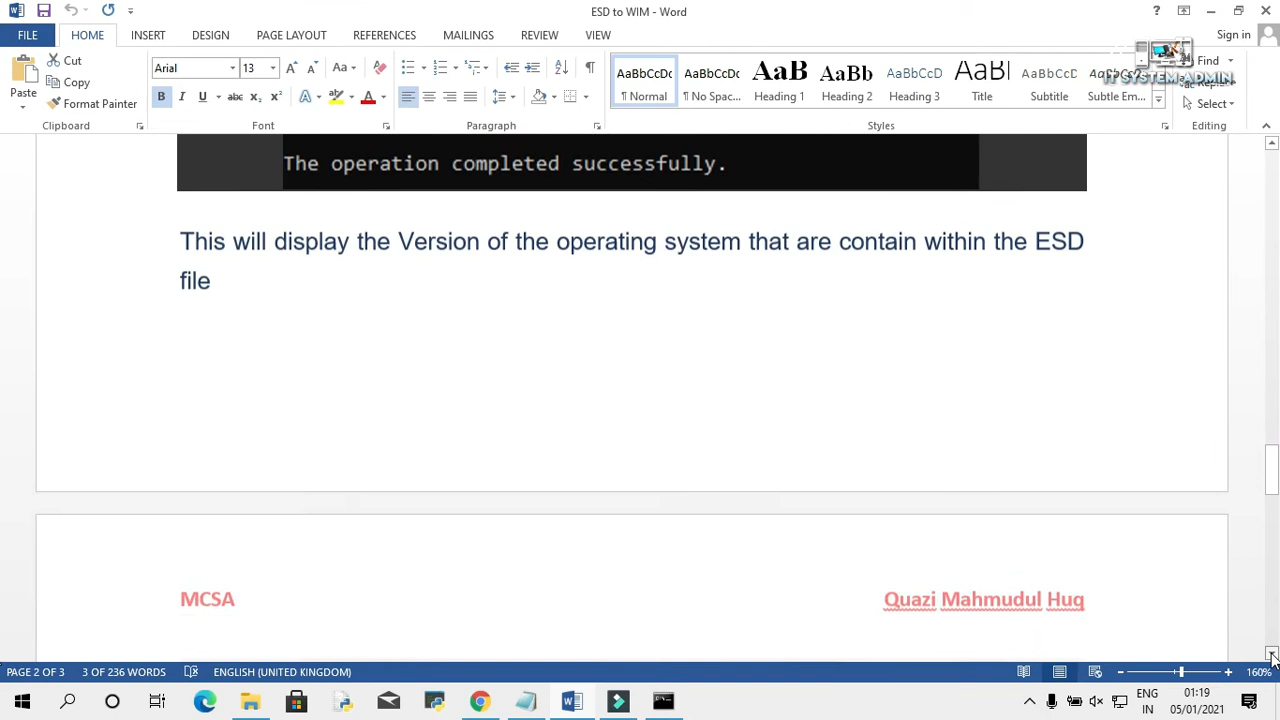 ESD to WIM - Word
?
FILE HOME INSERT DESIGN PAGE LAYOUT REFERENCES MAILINGS REVIEW VIEW Sign in
Paste
Cut
Copy
Format Painter
Clipboard
Arial 13
Font
Paragraph
AaBbCcDc AaBbCcDc AaB AaBb AaBbCcD AaBl AaBbCcD
¶ Normal ¶ No Spac... Heading 1 Heading 2 Heading 3 Title Subtitle Subtle Em...
Styles
Find
Select
Editing
SYSTEM ADMIN
The operation completed successfully.
This will display the Version of the operating system that are contain within the ESD
file
MCSA Quazi Mahmudul Huq
PAGE 2 OF 3 3 OF 236 WORDS ENGLISH (UNITED KINGDOM) 160%
ENG
IN
01:19
05/01/2021